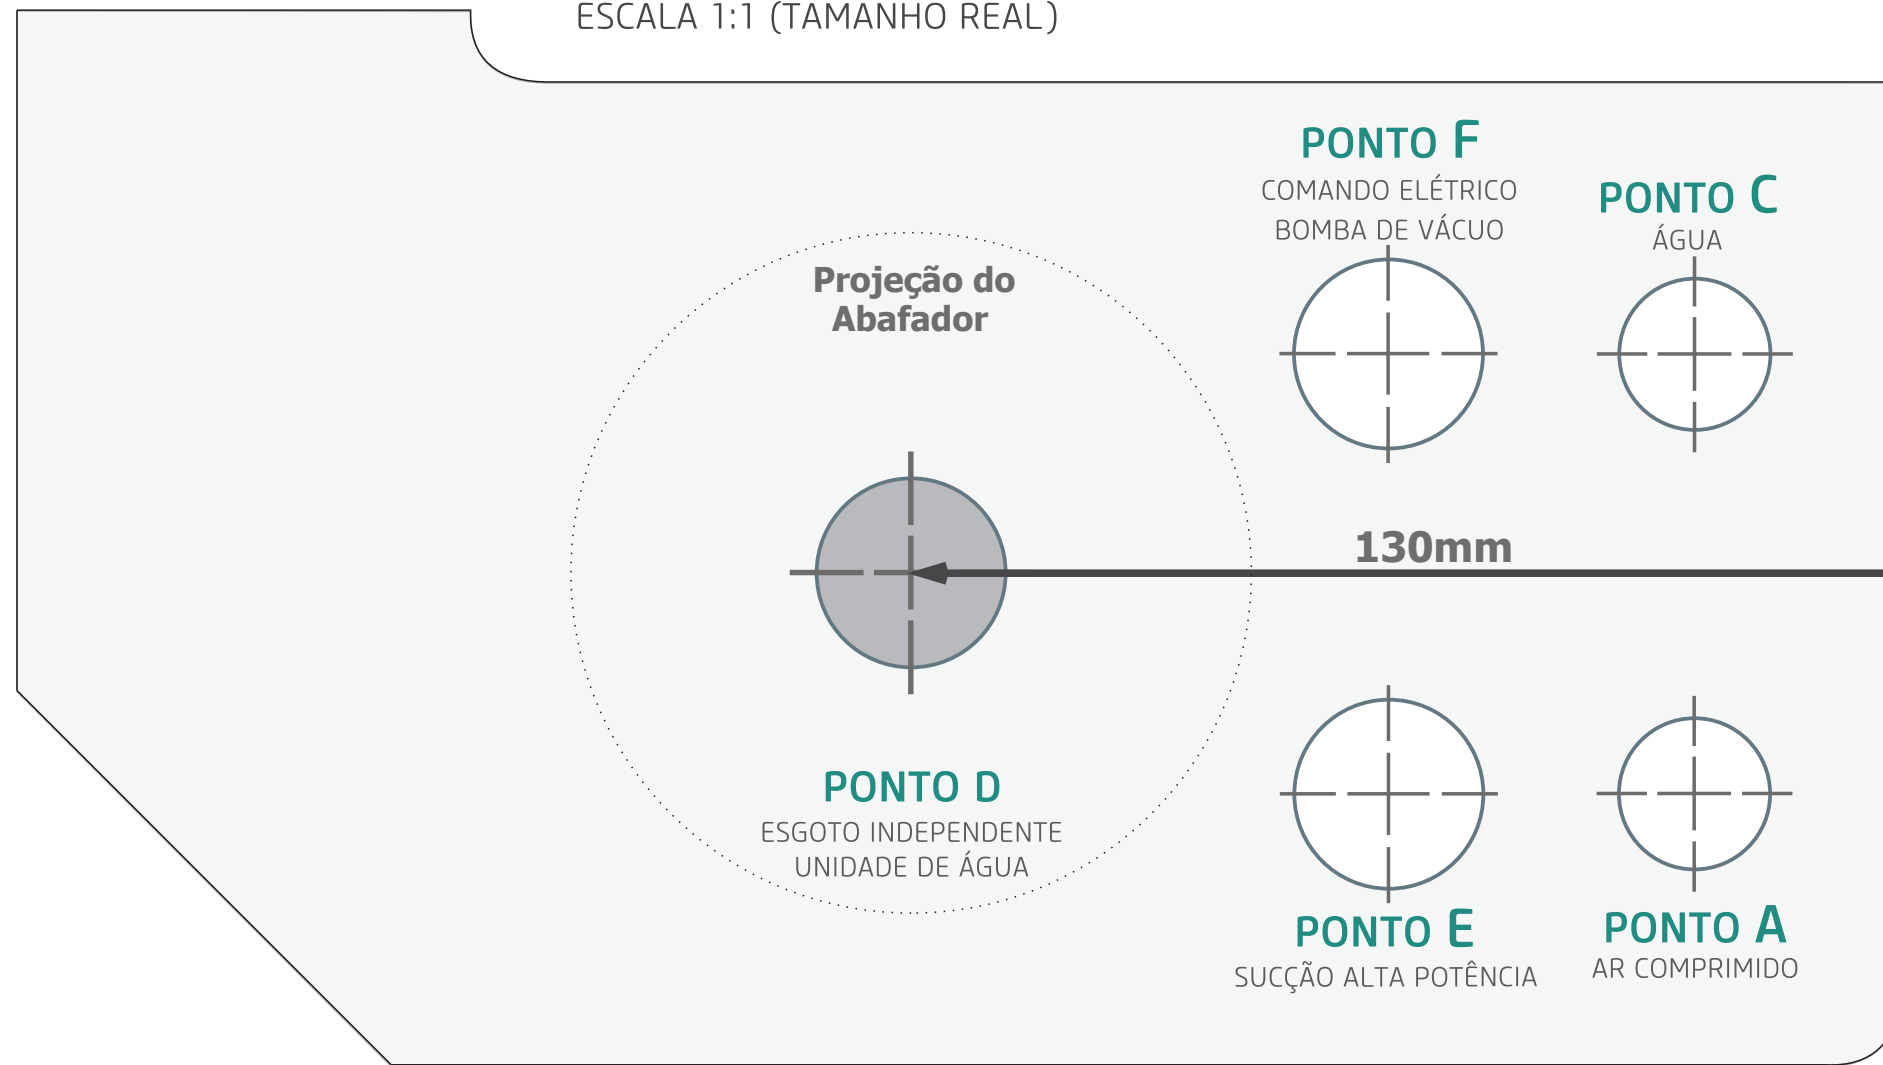 ESCALA 1:1 (TAMANHO REAL)
PONTO F
COMANDO ELÉTRICO
BOMBA DE VÁCUO
PONTO C
ÁGUA
Projeção do
Abafador
130mm
PONTO D
ESGOTO INDEPENDENTE
UNIDADE DE ÁGUA
PONTO E
SUCÇÃO ALTA POTÊNCIA
PONTO A
AR COMPRIMIDO